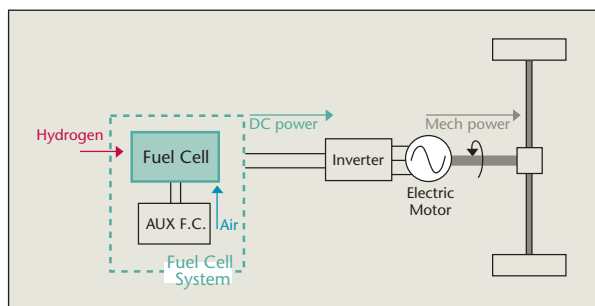 DC power
Mech power
Hydrogen
Fuel Cell
Inverter
Electric
Motor
AUX F.C.
Air
Fuel Cell
System